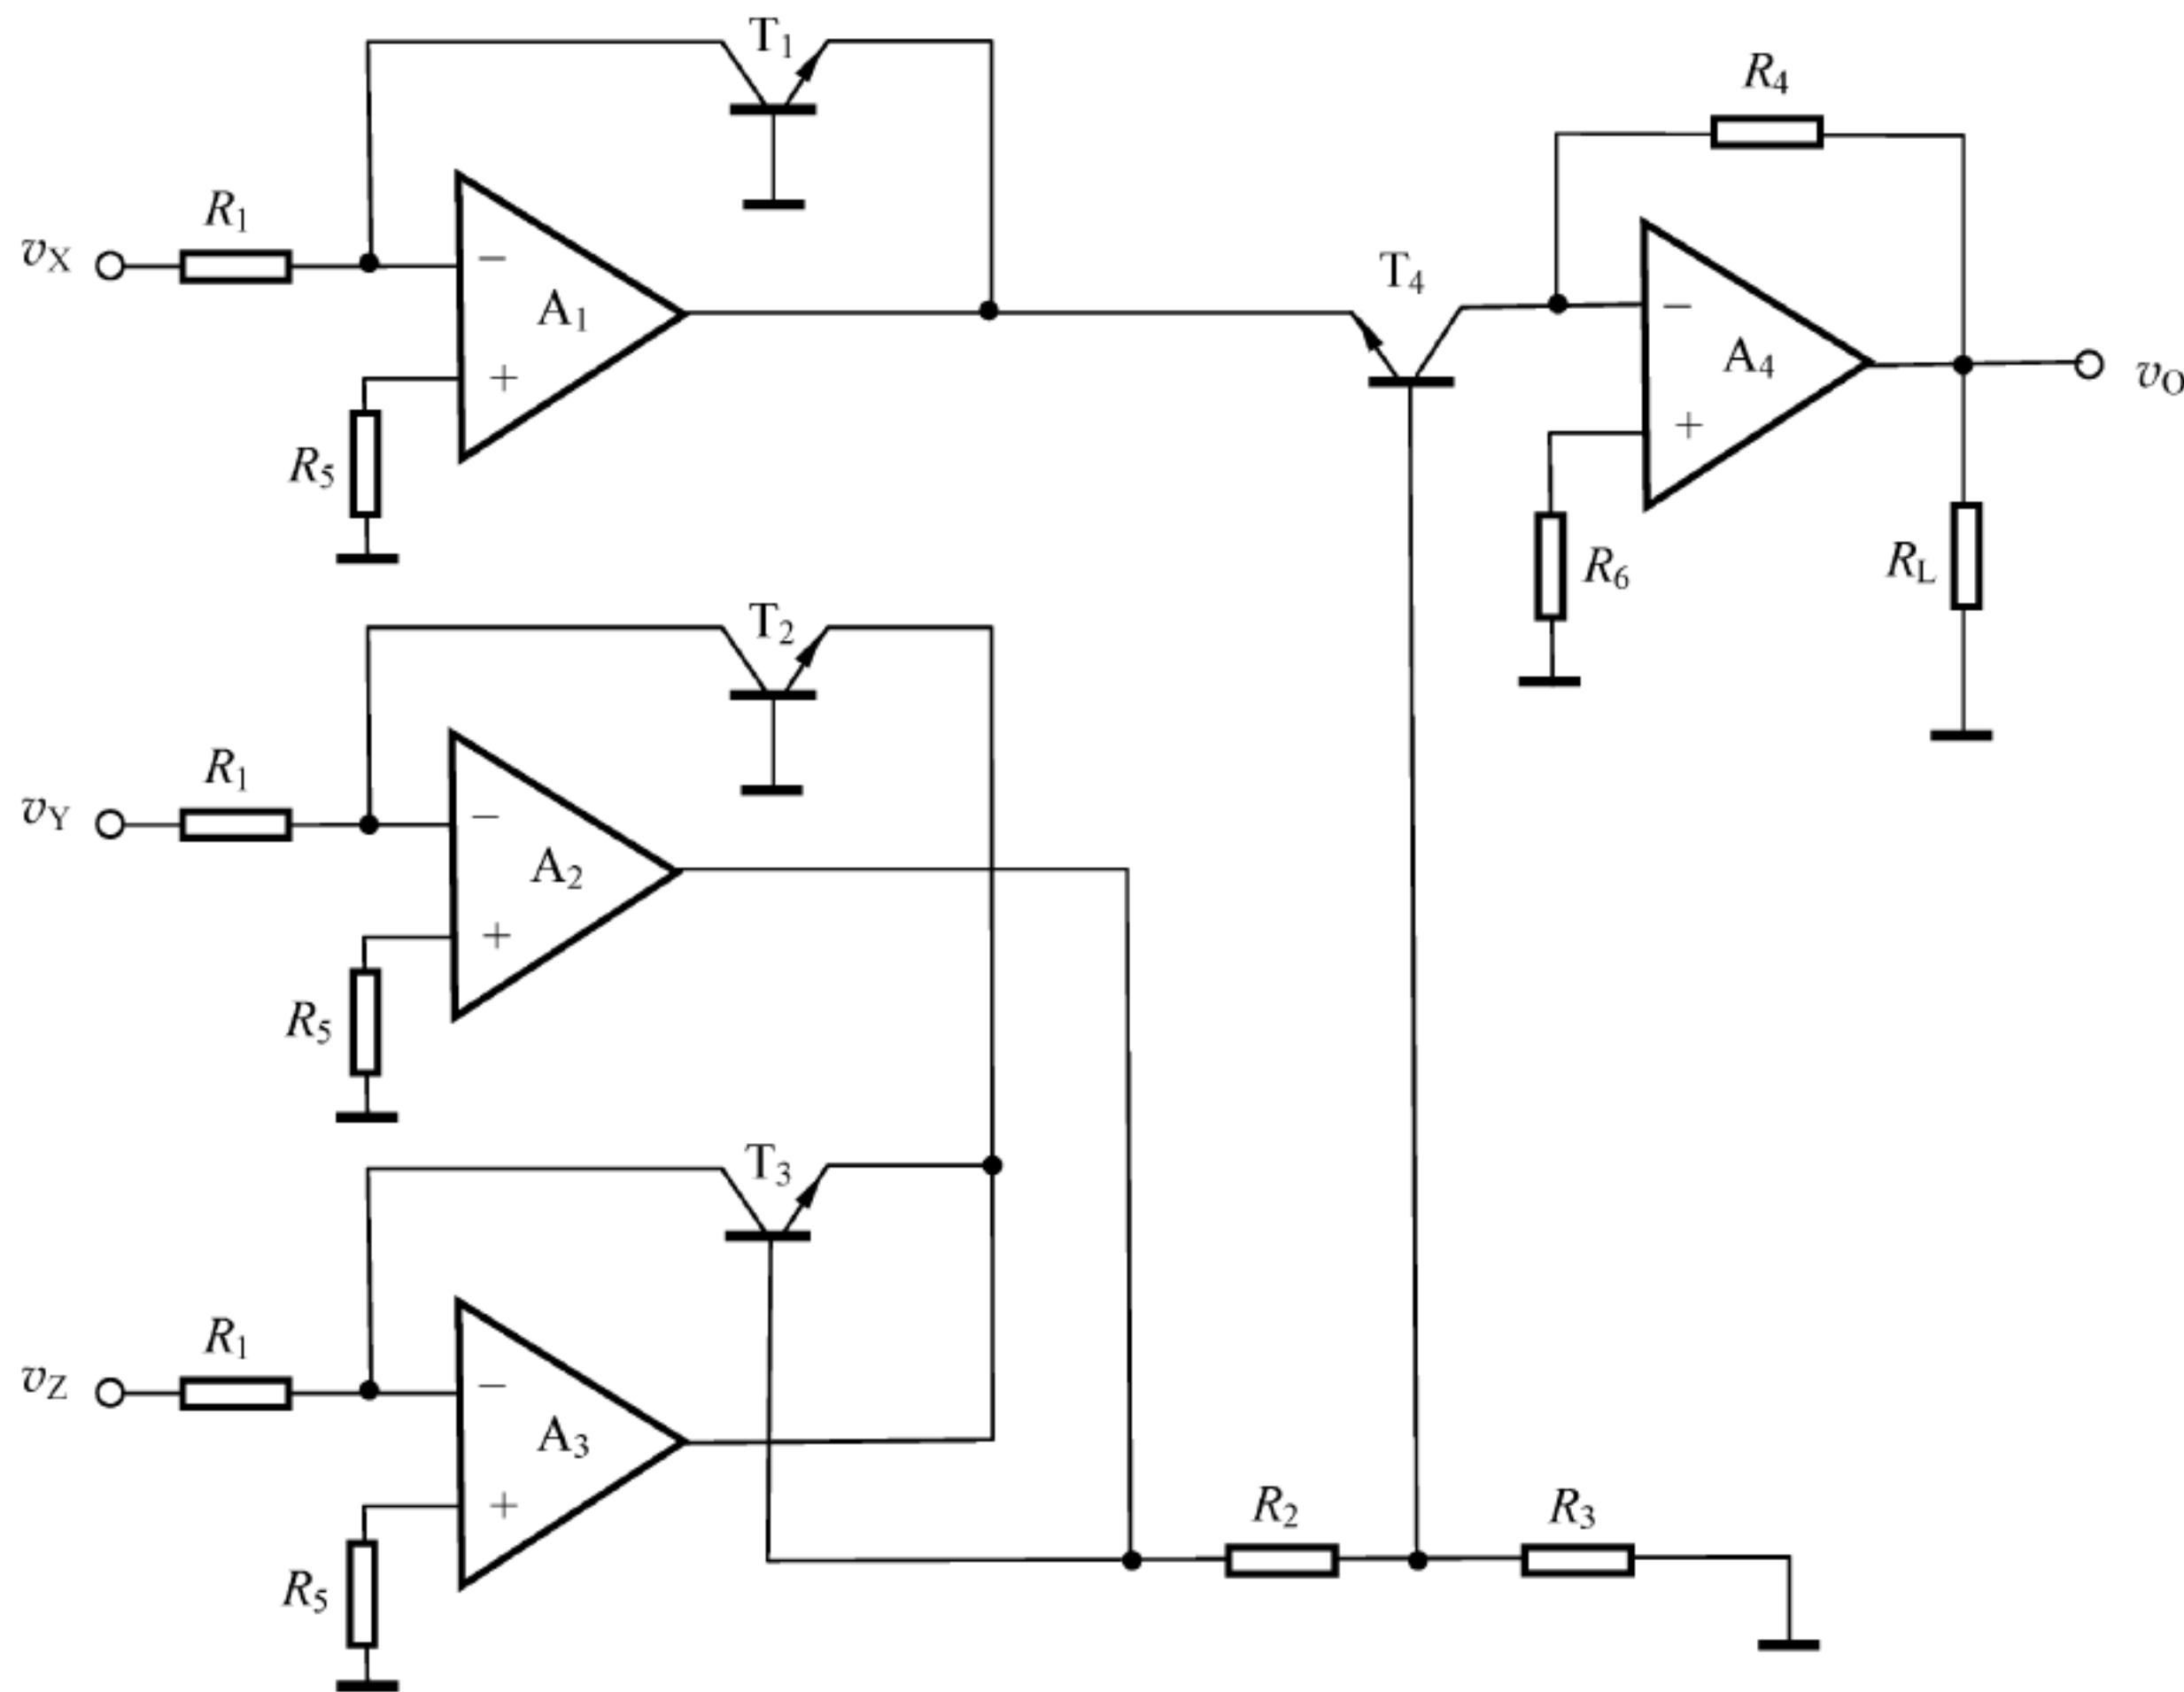 T1
R4
R1
vX
−
A1
+
R5
T4
−
A4
+
vO
R6
RL
T2
R1
vY
−
A2
+
R5
T3
R1
vZ
−
A3
+
R5
R2
R3